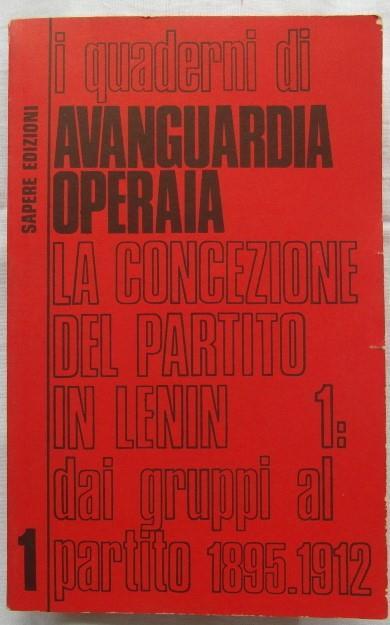 i quaderni di
AVANGUARDIA
OPERAIA
LA CONCEZIONE
DEL PARTITO
IN LENIN 1:
dai gruppi al
partito 1895.1912
SAPERE EDIZIONI
1